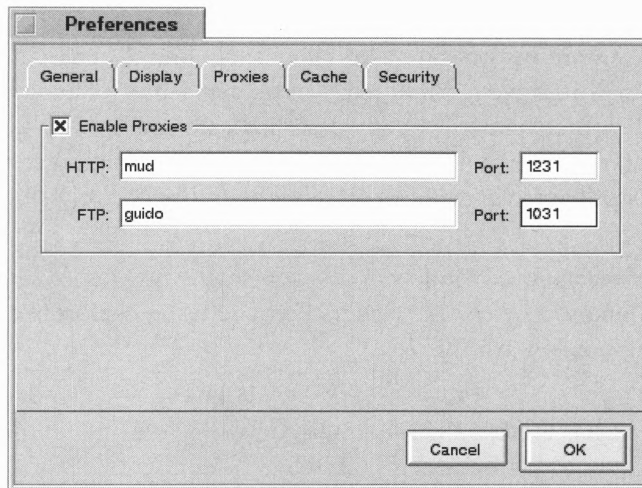 Preferences
General Display Proxies Cache Security
Enable Proxies
HTTP: mud Port: 1231
FTP: guido Port: 1031
Cancel OK